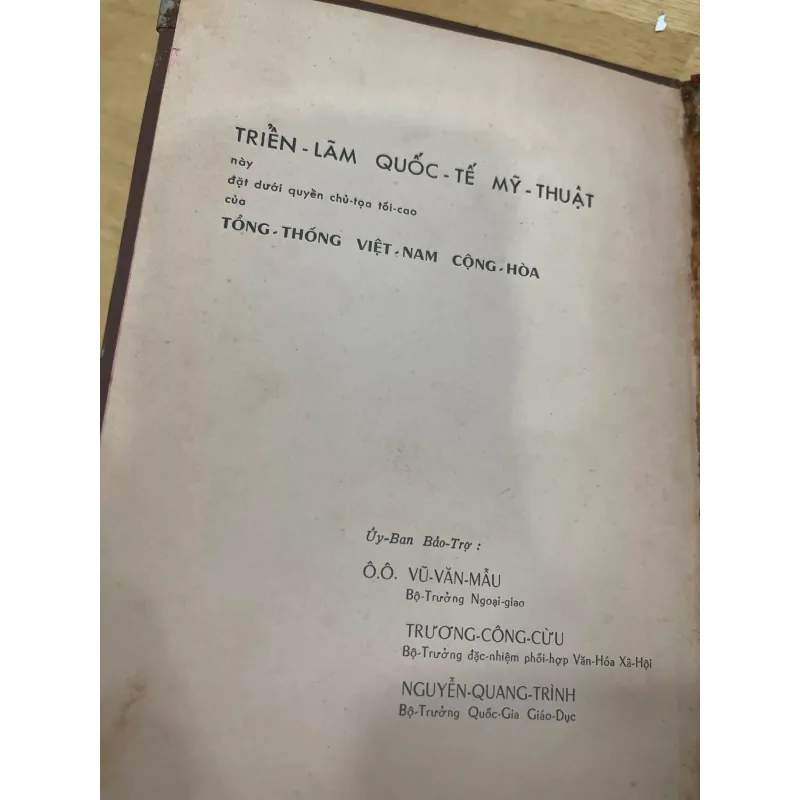 TRIỂN-LÃM QUỐC-TẾ MỸ-THUẬT
này
đặt dưới quyền chủ-tọa tối-cao
của
TỔNG-THỐNG VIỆT-NAM CỘNG-HÒA
Ủy-Ban Bảo-Trợ :
Ô.Ô. VŨ-VĂN-MẪU
Bộ-Trưởng Ngoại-giao
TRƯƠNG-CÔNG-CỪU
Bộ-Trưởng đặc-nhiệm phối-hợp Văn-Hóa Xã-Hội
NGUYỄN-QUANG-TRÌNH
Bộ-Trưởng Quốc-Gia Giáo-Dục